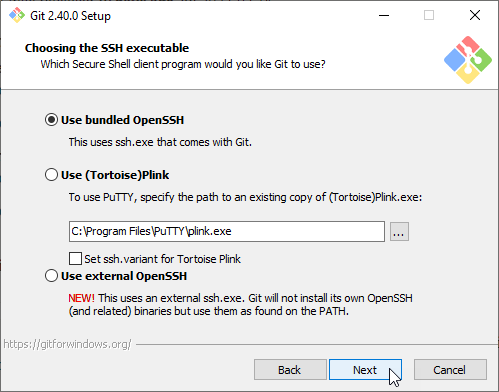 Git 2.40.0 Setup
Choosing the SSH executable
Which Secure Shell client program would you like Git to use?
Use bundled OpenSSH
This uses ssh.exe that comes with Git.
Use (Tortoise)Plink
To use PuTTY, specify the path to an existing copy of (Tortoise)Plink.exe:
C:\Program Files\PuTTY\plink.exe
...
Set ssh.variant for Tortoise Plink
Use external OpenSSH
NEW! This uses an external ssh.exe. Git will not install its own OpenSSH
(and related) binaries but use them as found on the PATH.
https://gitforwindows.org/
Back Next Cancel